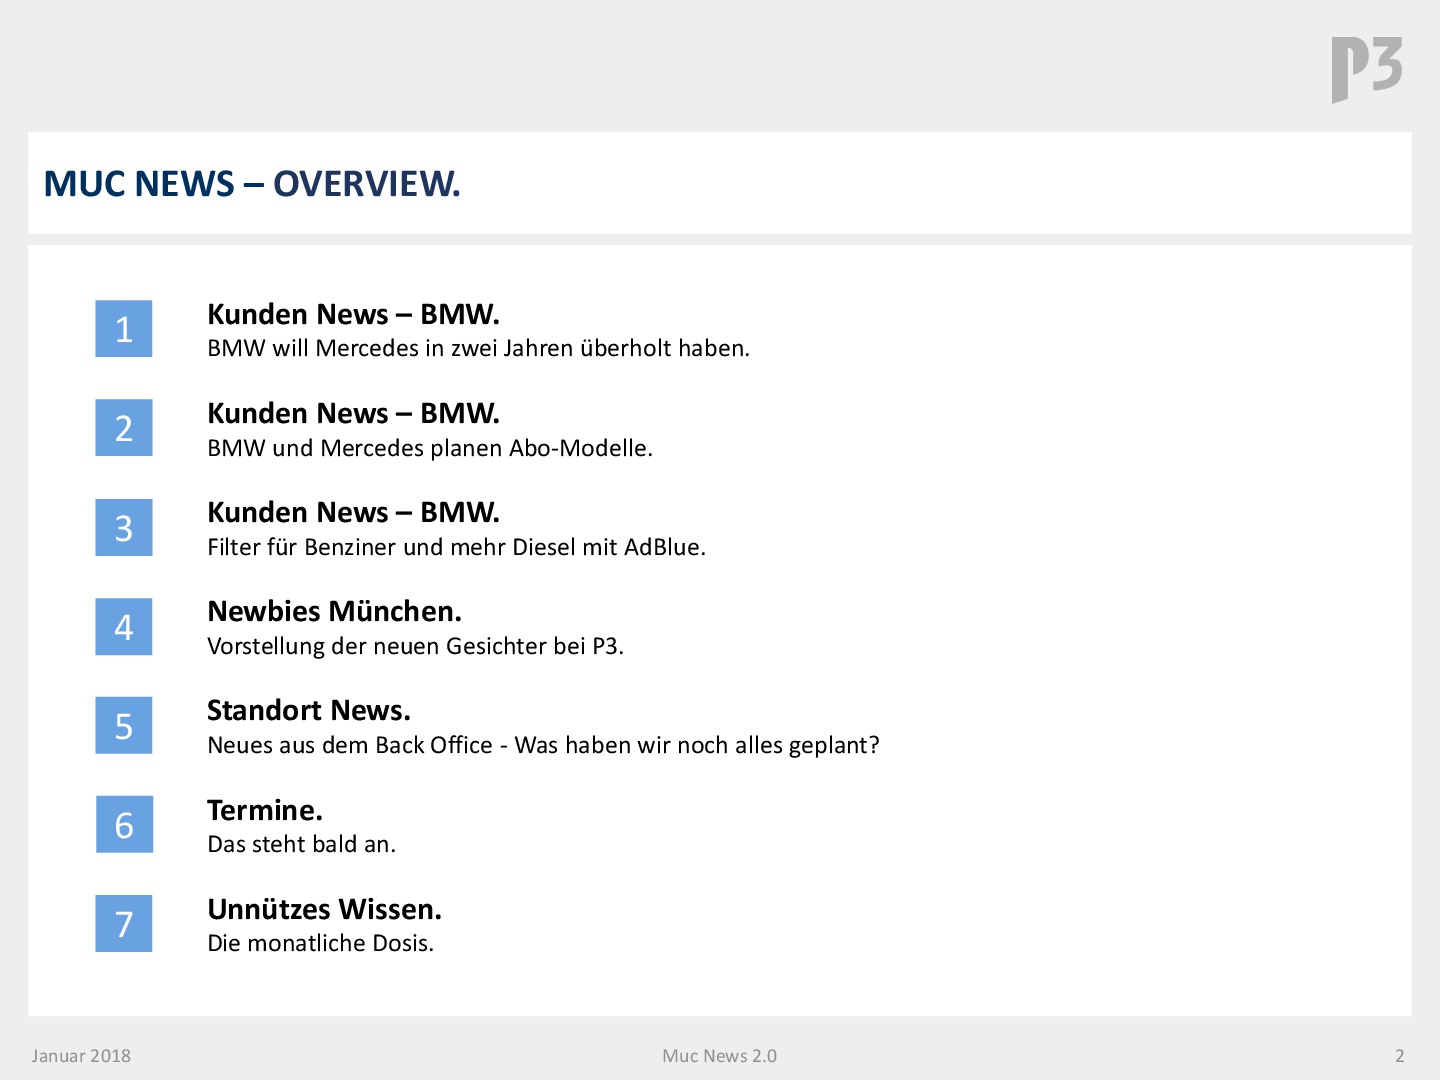 P3
MUC NEWS – OVERVIEW.
1
Kunden News – BMW.
BMW will Mercedes in zwei Jahren überholt haben.
2
Kunden News – BMW.
BMW und Mercedes planen Abo-Modelle.
3
Kunden News – BMW.
Filter für Benziner und mehr Diesel mit AdBlue.
4
Newbies München.
Vorstellung der neuen Gesichter bei P3.
5
Standort News.
Neues aus dem Back Office - Was haben wir noch alles geplant?
6
Termine.
Das steht bald an.
7
Unnützes Wissen.
Die monatliche Dosis.
Januar 2018
Muc News 2.0
2